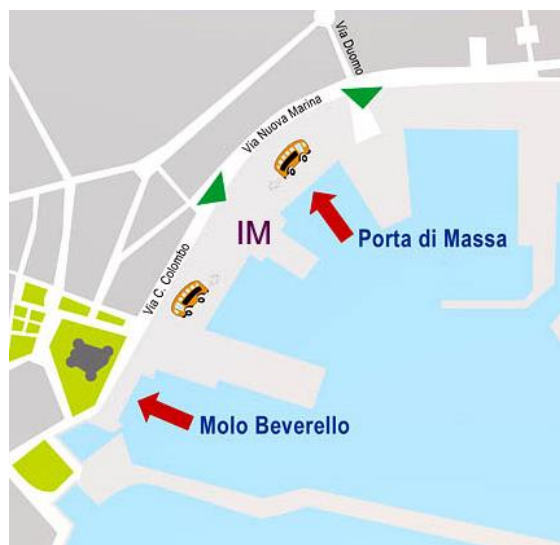 Via Duomo
Via Nuova Marina
IM
Porta di Massa
Via C. Colombo
Molo Beverello